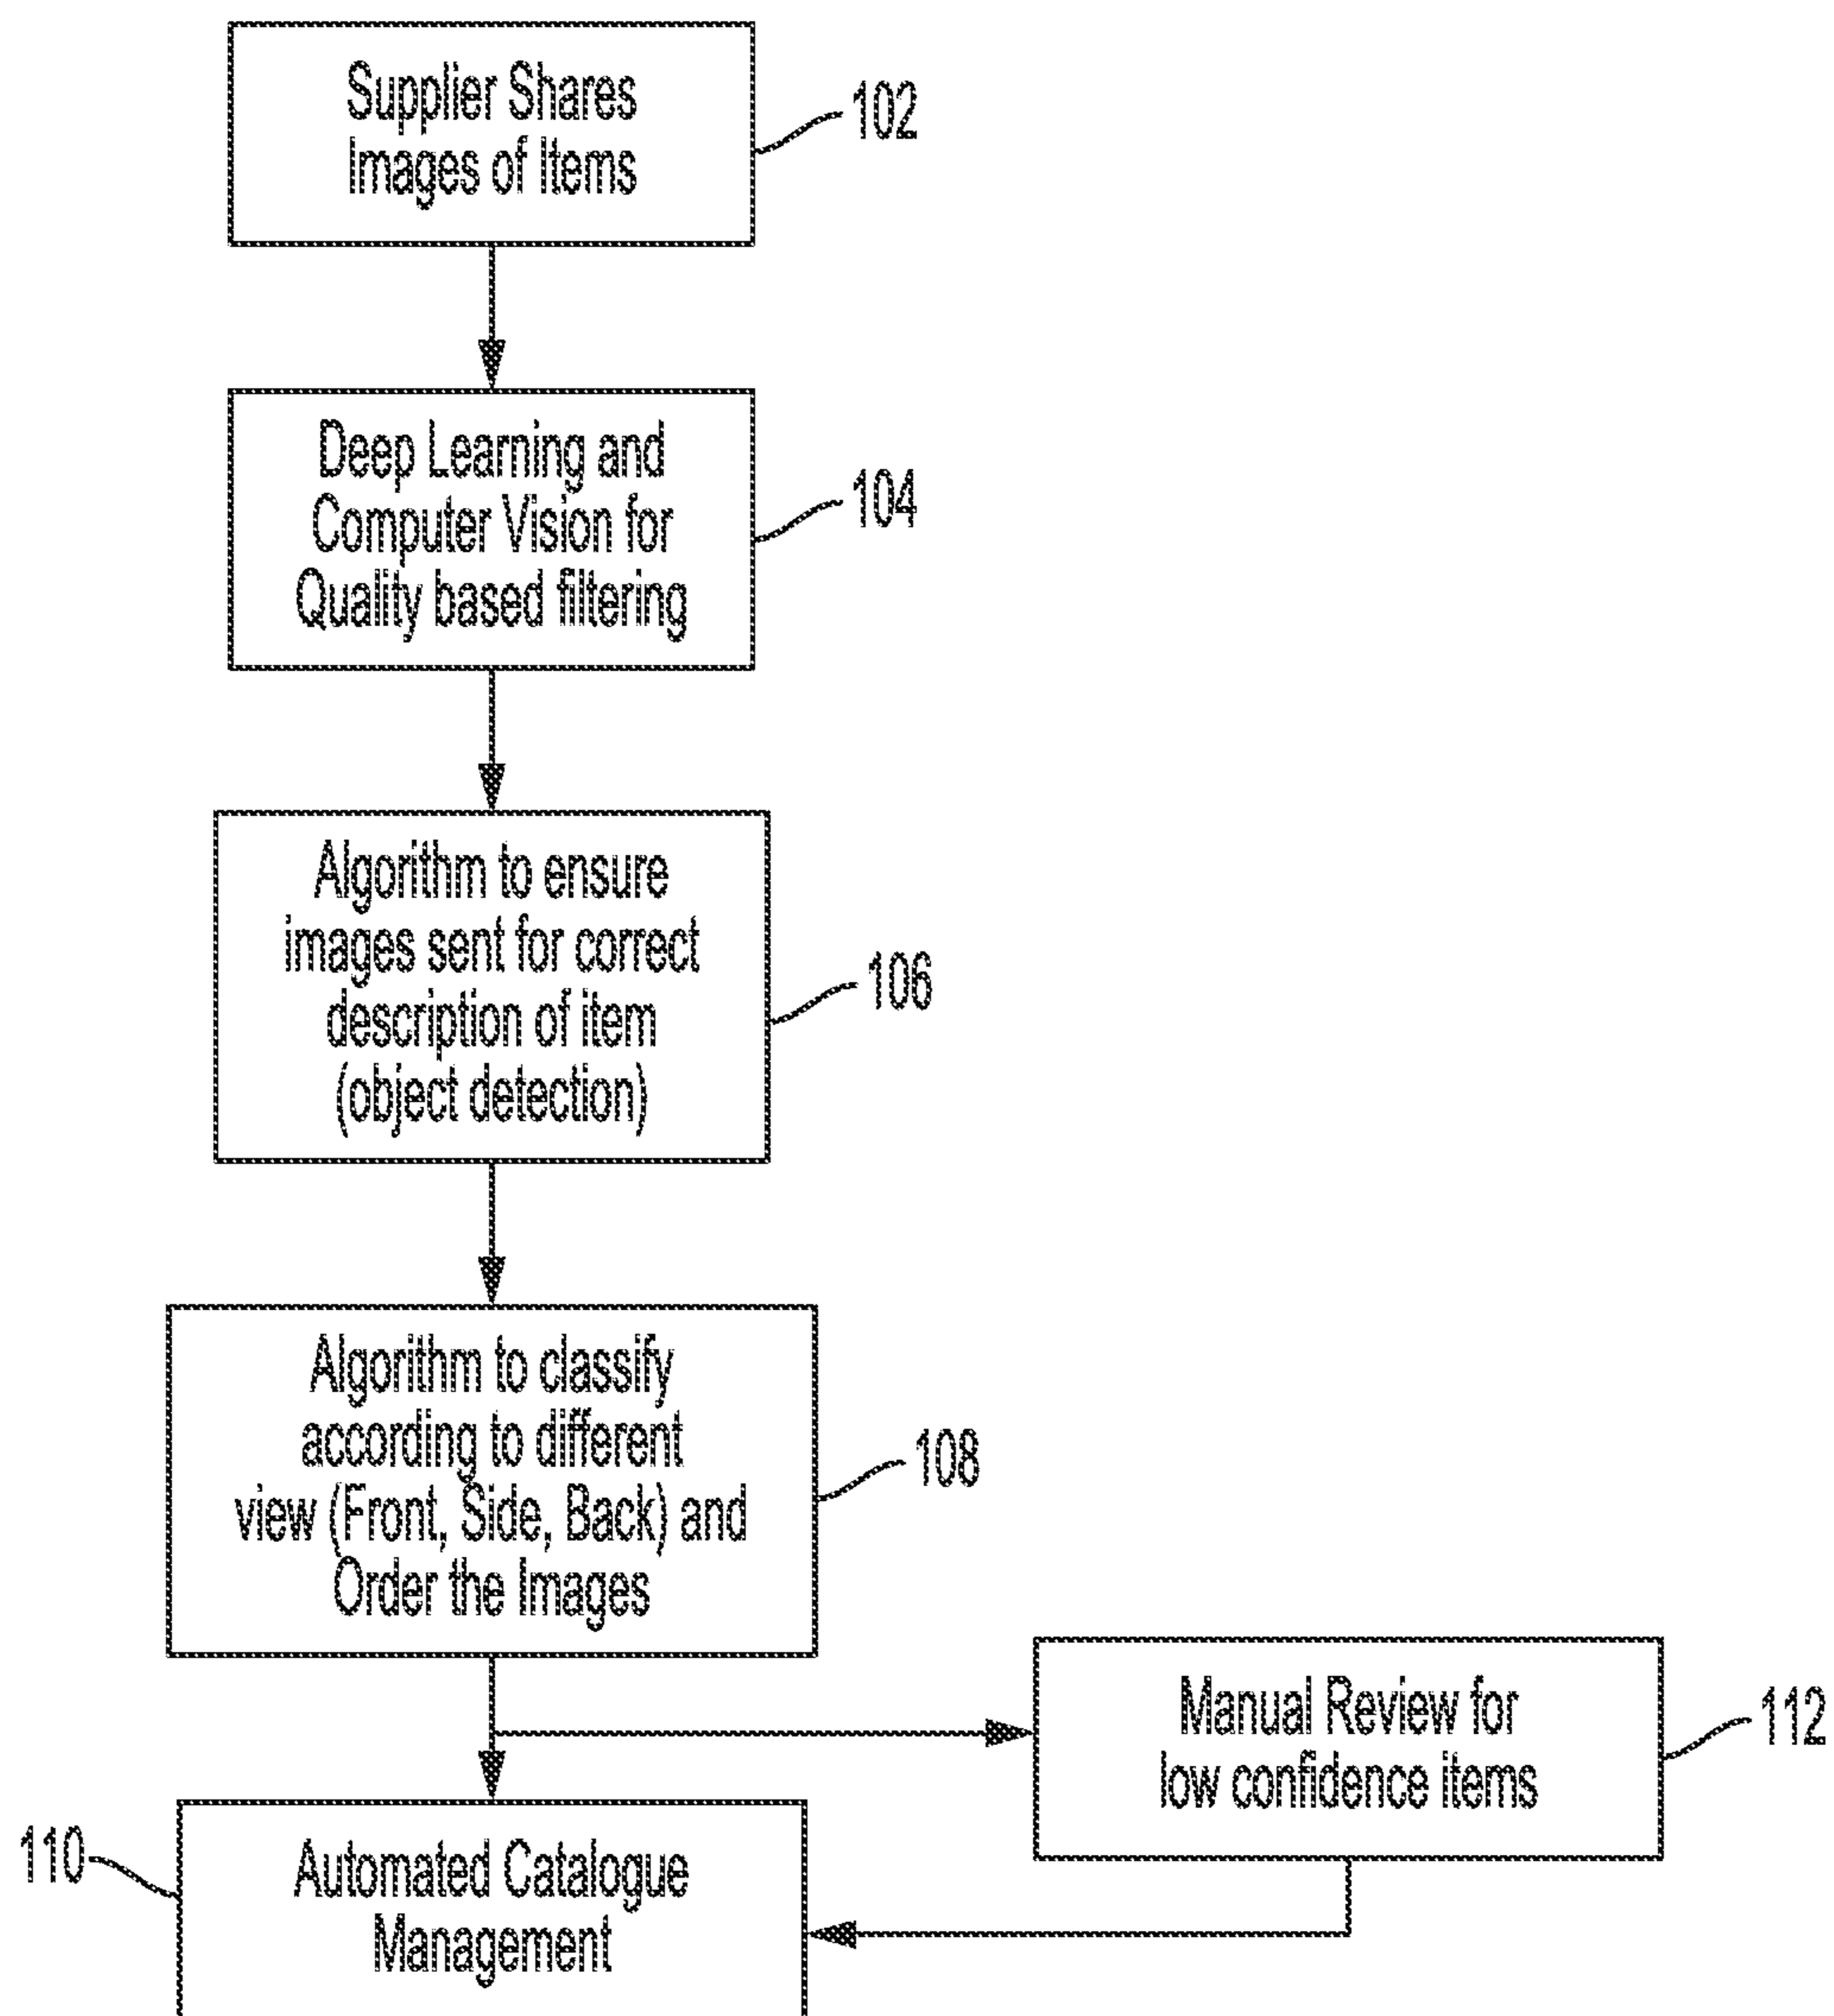 Supplier Shares
Images of Items
102
Deep Learning and
Computer Vision for
Quality based filtering
104
Algorithm to ensure
images sent for correct
description of item
(object detection)
106
Algorithm to classify
according to different
view (Front, Side, Back) and
Order the Images
108
Manual Review for
low confidence items
112
110
Automated Catalogue
Management